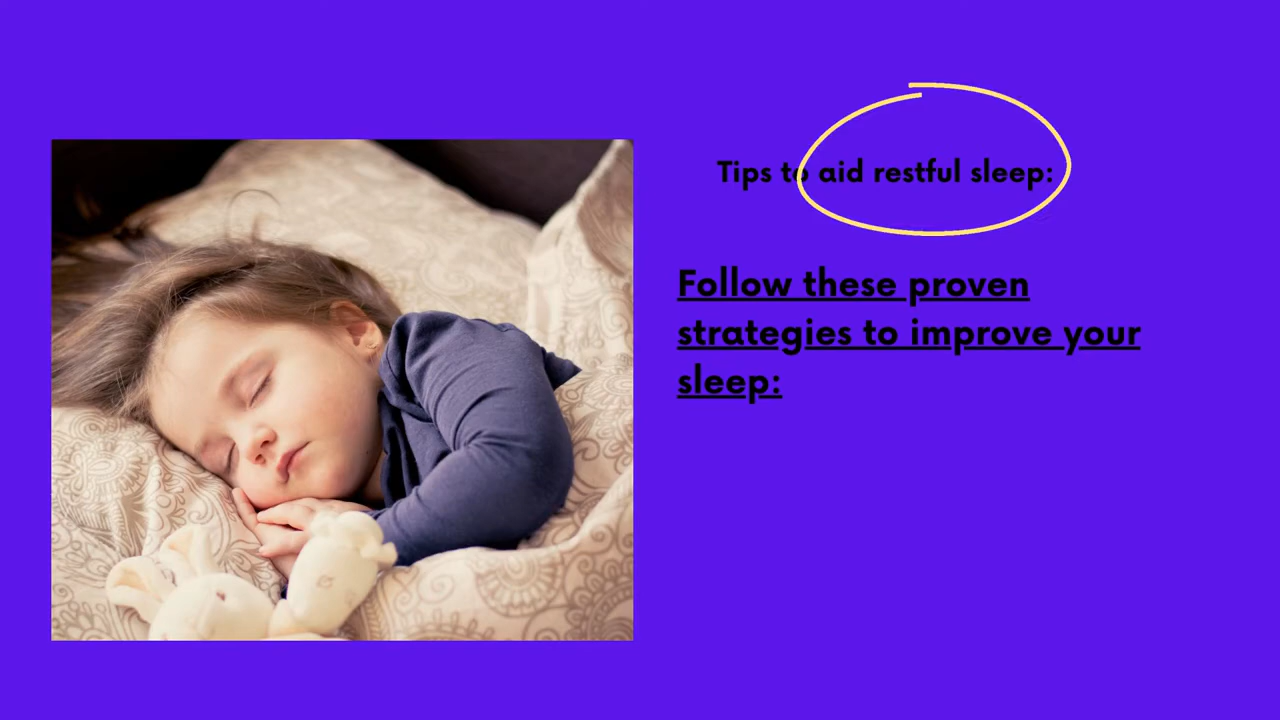 Tips to aid restful sleep:
Follow these proven
strategies to improve your
sleep: